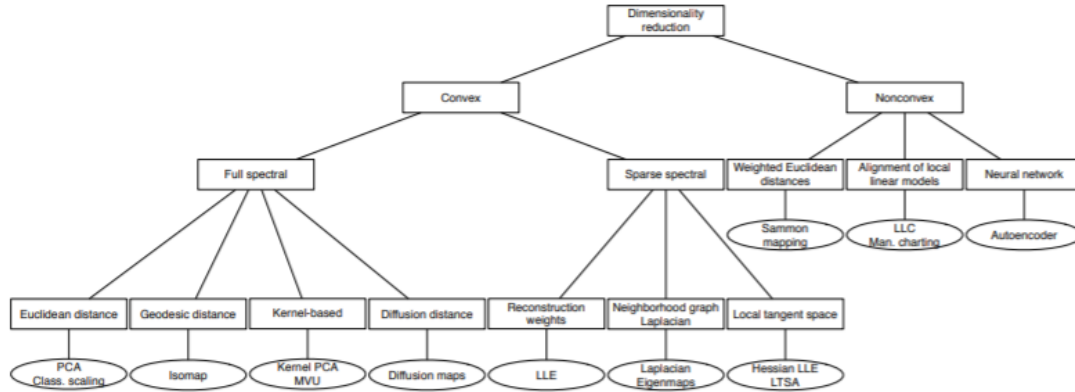 Dimensionality
reduction
Convex
Nonconvex
Full spectral
Sparse spectral
Weighted Euclidean
distances
Alignment of local
linear models
Neural network
Sammon
mapping
LLC
Man. charting
Autoencoder
Euclidean distance
Geodesic distance
Kernel-based
Diffusion distance
Reconstruction
weights
Neighborhood graph
Laplacian
Local tangent space
PCA
Class. scaling
Isomap
Kernel PCA
MVU
Diffusion maps
LLE
Laplacian
Eigenmaps
Hessian LLE
LTSA